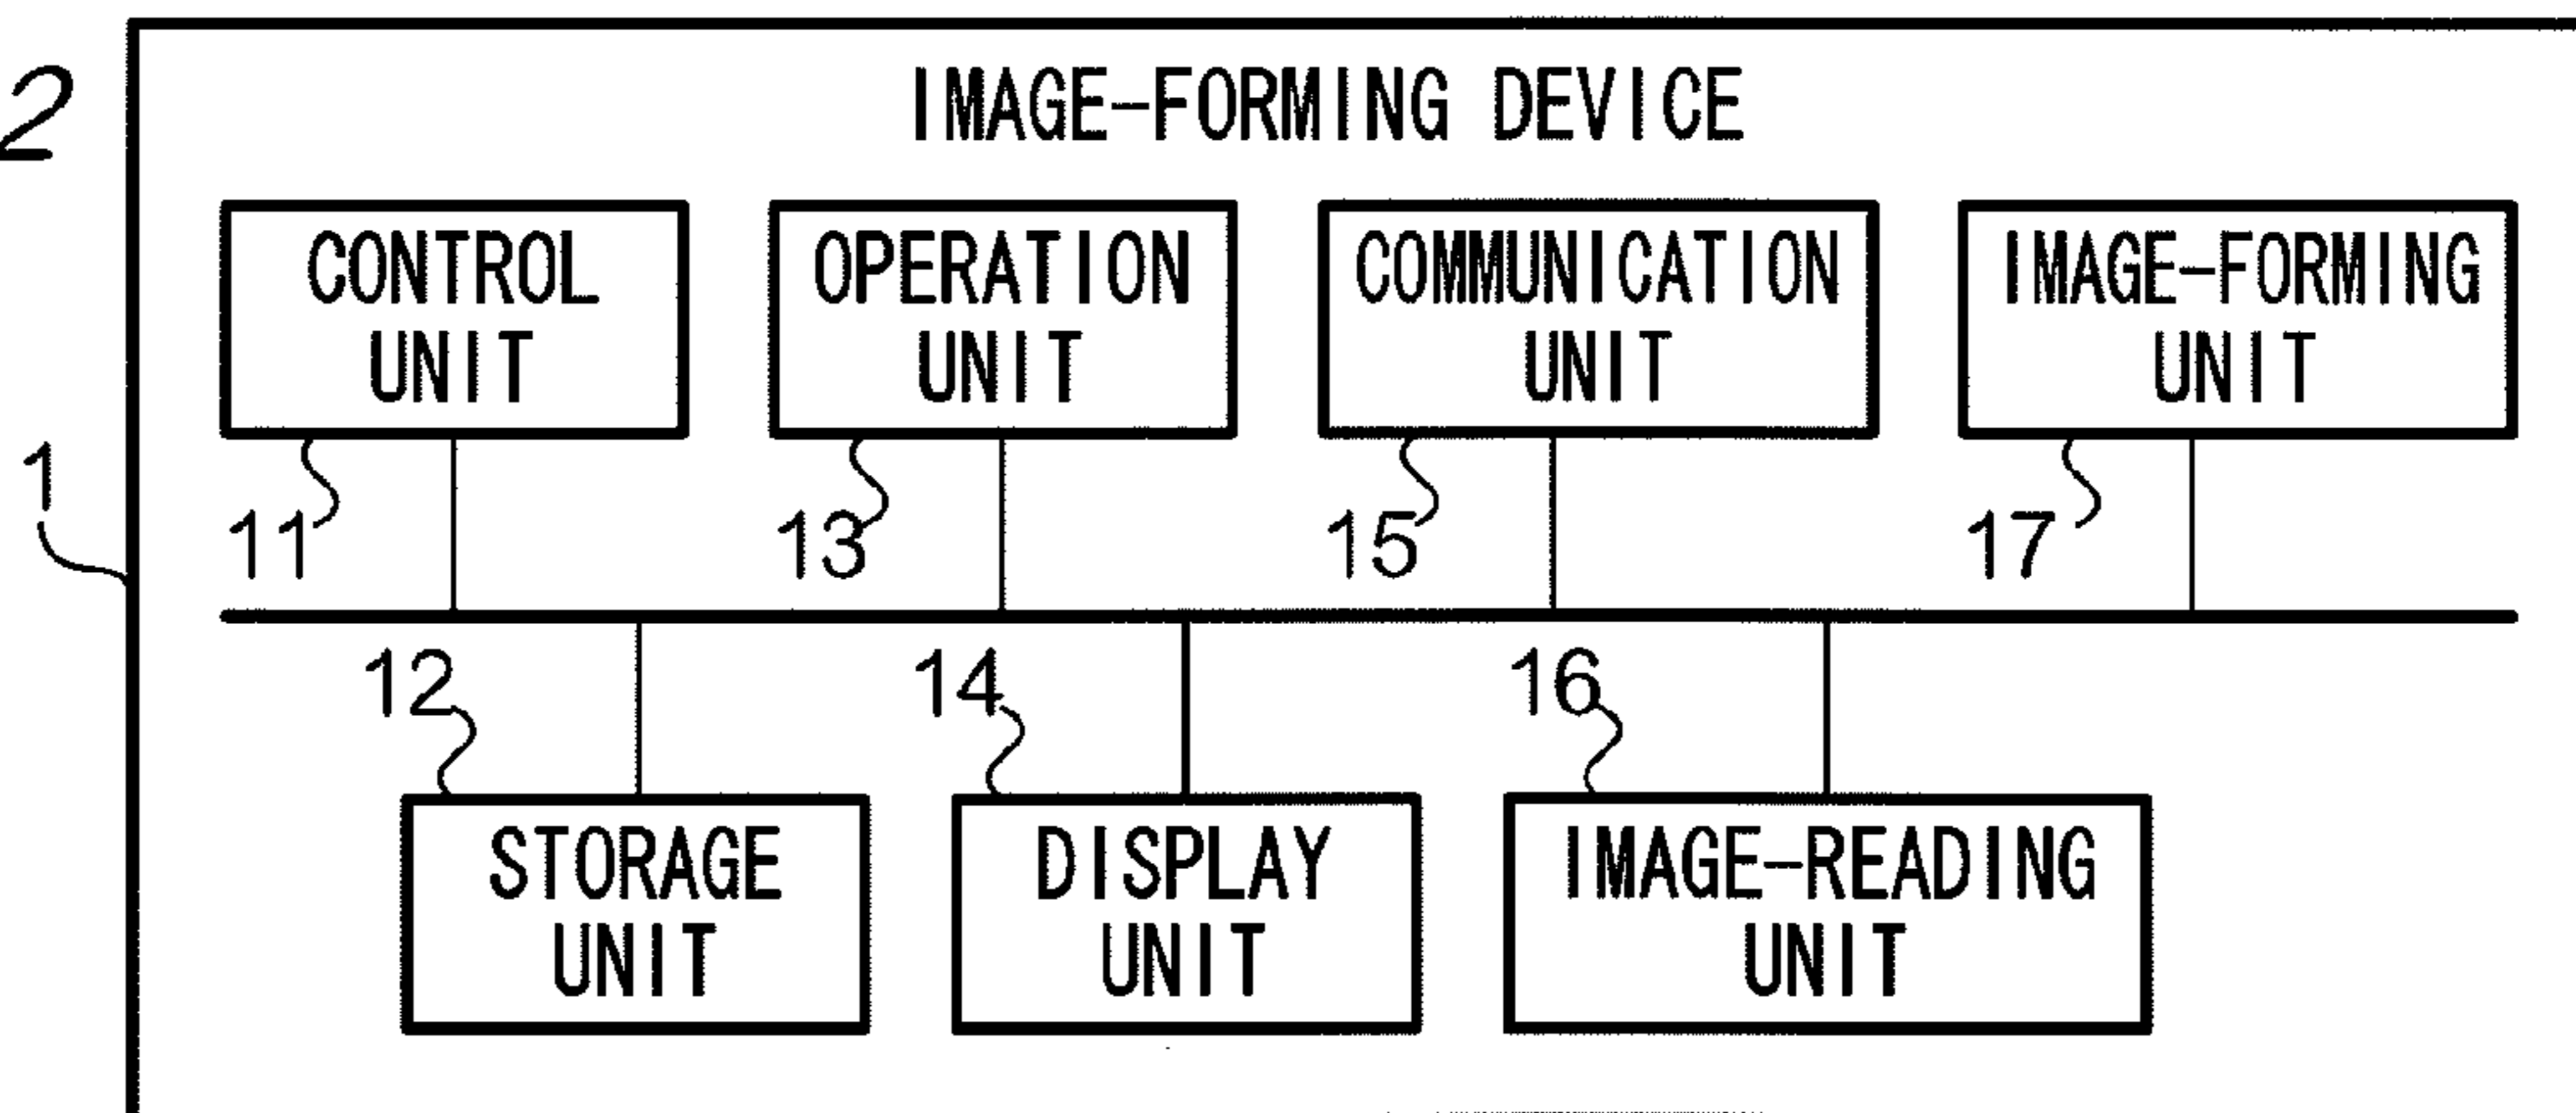 2
IMAGE-FORMING DEVICE
CONTROL
UNIT
OPERATION
UNIT
COMMUNICATION
UNIT
IMAGE-FORMING
UNIT
1
11
13
15
17
12
14
16
STORAGE
UNIT
DISPLAY
UNIT
IMAGE-READING
UNIT